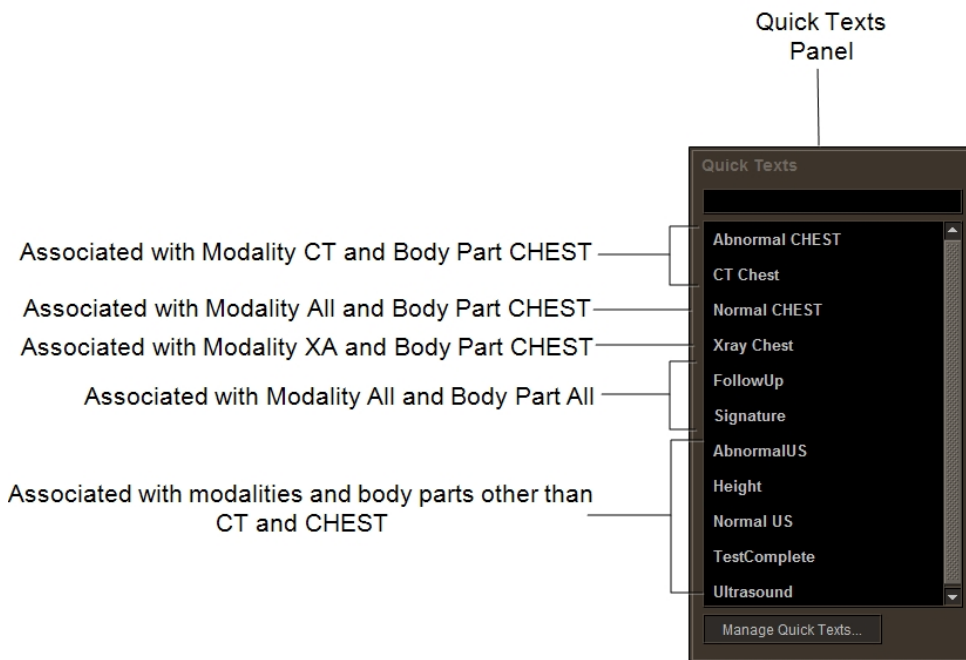 Quick Texts
Panel
Quick Texts
Associated with Modality CT and Body Part CHEST
Abnormal CHEST
CT Chest
Associated with Modality All and Body Part CHEST
Normal CHEST
Associated with Modality XA and Body Part CHEST
Xray Chest
Associated with Modality All and Body Part All
FollowUp
Signature
Associated with modalities and body parts other than
CT and CHEST
AbnormalUS
Height
Normal US
TestComplete
Ultrasound
Manage Quick Texts...